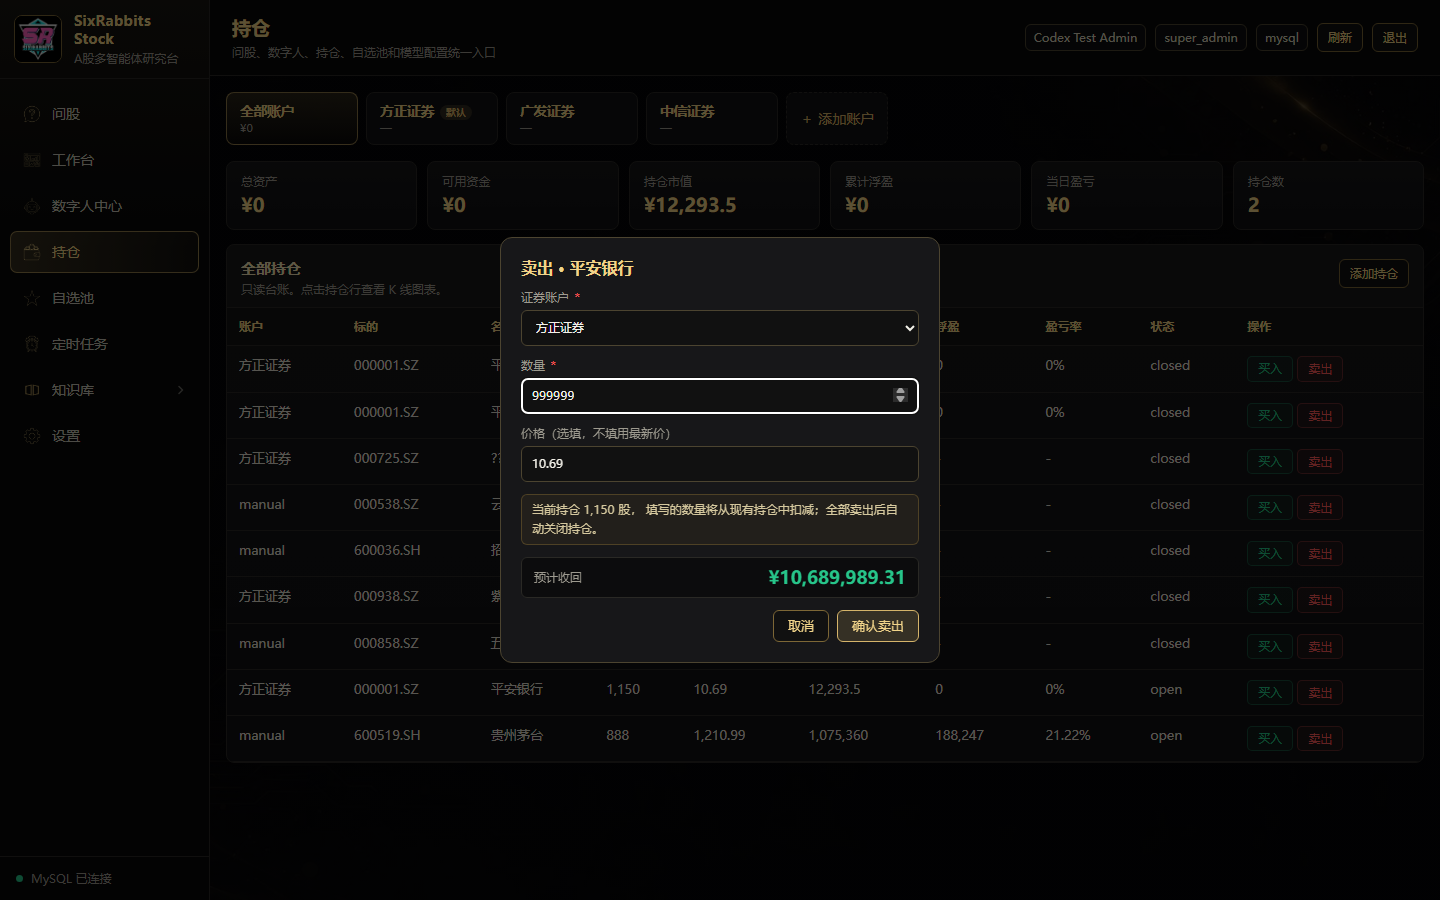 SixRabbits
Stock
A股多智能体研究台
问股
工作台
数字人中心
持仓
自选池
定时任务
知识库
设置
MySQL 已连接
持仓
问股、数字人、持仓、自选池和模型配置统一入口
Codex Test Admin
super_admin
mysql
刷新
退出
全部账户
¥0
方正证券 默认
—
广发证券
—
中信证券
—
+ 添加账户
总资产
¥0
可用资金
¥0
持仓市值
¥12,293.5
累计浮盈
¥0
当日盈亏
¥0
持仓数
2
全部持仓
只读台账。点击持仓行查看 K 线图表。
添加持仓
账户 标的 名 浮盈 盈亏率 状态 操作
方正证券 000001.SZ 平 0 0% closed 买入 卖出
方正证券 000001.SZ 平 0 0% closed 买入 卖出
方正证券 000725.SZ ?? - closed 买入 卖出
manual 000538.SZ 云 - closed 买入 卖出
manual 600036.SH 招 - closed 买入 卖出
方正证券 000938.SZ 紫 - closed 买入 卖出
manual 000858.SZ 五 - closed 买入 卖出
方正证券 000001.SZ 平安银行 1,150 10.69 12,293.5 0 0% open 买入 卖出
manual 600519.SH 贵州茅台 888 1,210.99 1,075,360 188,247 21.22% open 买入 卖出
卖出 • 平安银行
证券账户 *
方正证券
数量 *
999999
价格（选填，不填用最新价）
10.69
当前持仓 1,150 股， 填写的数量将从现有持仓中扣减；全部卖出后自
动关闭持仓。
预计收回 ¥10,689,989.31
取消
确认卖出